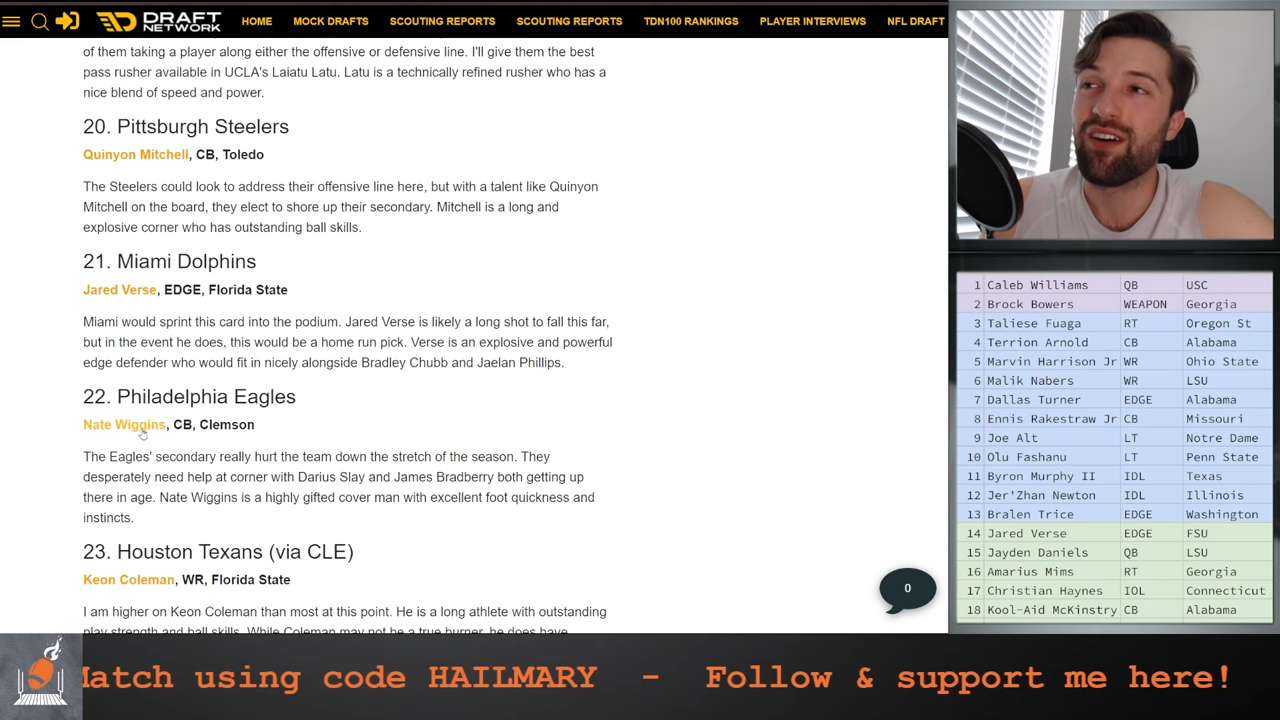 DRAFT
NETWORK
HOME
MOCK DRAFTS
SCOUTING REPORTS
SCOUTING REPORTS
TDN100 RANKINGS
PLAYER INTERVIEWS
NFL DRAFT
of them taking a player along either the offensive or defensive line. I'll give them the best
pass rusher available in UCLA's Laiatu Latu. Latu is a technically refined rusher who has a
nice blend of speed and power.
20. Pittsburgh Steelers
Quinyon Mitchell, CB, Toledo
The Steelers could look to address their offensive line here, but with a talent like Quinyon
Mitchell on the board, they elect to shore up their secondary. Mitchell is a long and
explosive corner who has outstanding ball skills.
21. Miami Dolphins
Jared Verse, EDGE, Florida State
Miami would sprint this card into the podium. Jared Verse is likely a long shot to fall this far,
but in the event he does, this would be a home run pick. Verse is an explosive and powerful
edge defender who would fit in nicely alongside Bradley Chubb and Jaelan Phillips.
22. Philadelphia Eagles
Nate Wiggins, CB, Clemson
The Eagles' secondary really hurt the team down the stretch of the season. They
desperately need help at corner with Darius Slay and James Bradberry both getting up
there in age. Nate Wiggins is a highly gifted cover man with excellent foot quickness and
instincts.
23. Houston Texans (via CLE)
Keon Coleman, WR, Florida State
I am higher on Keon Coleman than most at this point. He is a long athlete with outstanding
play strength and ball skills. While Coleman may not be a true burner, he does have
0
1 Caleb Williams QB USC
2 Brock Bowers WEAPON Georgia
3 Taliese Fuaga RT Oregon St
4 Terrion Arnold CB Alabama
5 Marvin Harrison Jr WR Ohio State
6 Malik Nabers WR LSU
7 Dallas Turner EDGE Alabama
8 Ennis Rakestraw Jr CB Missouri
9 Joe Alt LT Notre Dame
10 Olu Fashanu LT Penn State
11 Byron Murphy II IDL Texas
12 Jer'Zhan Newton IDL Illinois
13 Bralen Trice EDGE Washington
14 Jared Verse EDGE FSU
15 Jayden Daniels QB LSU
16 Amarius Mims RT Georgia
17 Christian Haynes IOL Connecticut
18 Kool-Aid McKinstry CB Alabama
Match using code HAILMARY - Follow & support me here!